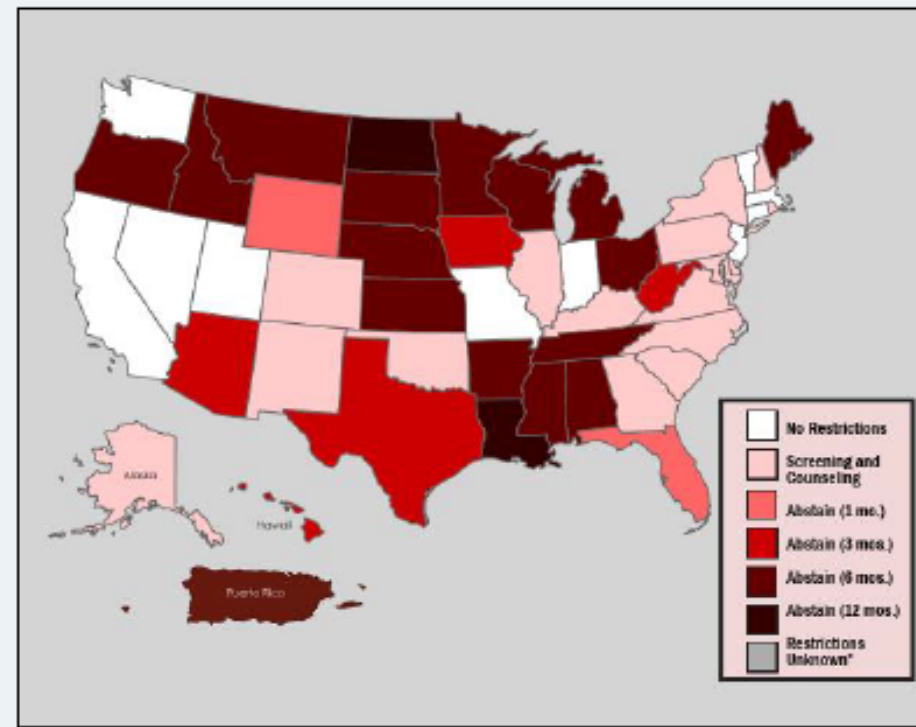 Alaska
Hawaii
Puerto Rico
No Restrictions
Screening and
Counseling
Abstain (1 mo.)
Abstain (3 mos.)
Abstain (6 mos.)
Abstain (12 mos.)
Restrictions
Unknown*